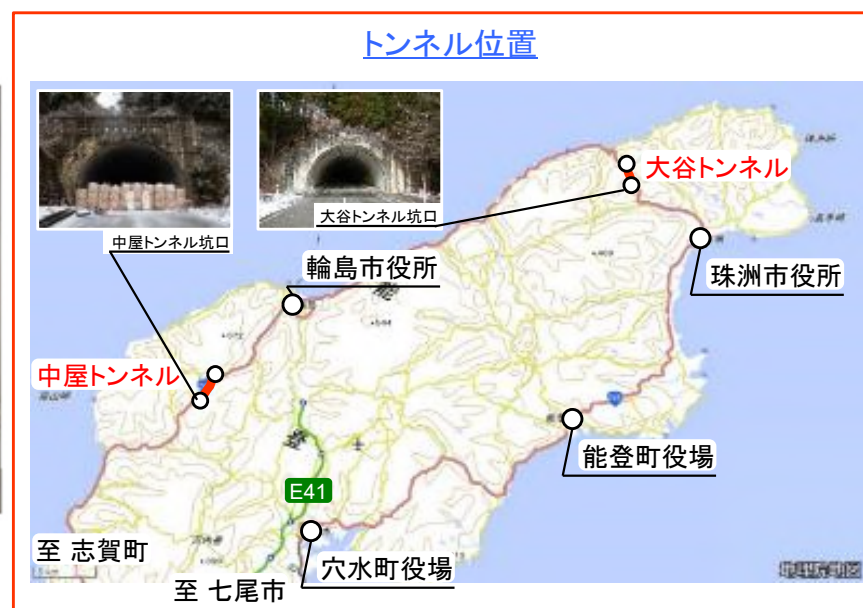 トンネル位置
大谷トンネル
大谷トンネル坑口
中屋トンネル坑口
輪島市役所
珠洲市役所
中屋トンネル
能登町役場
E41
至 志賀町
穴水町役場
至 七尾市